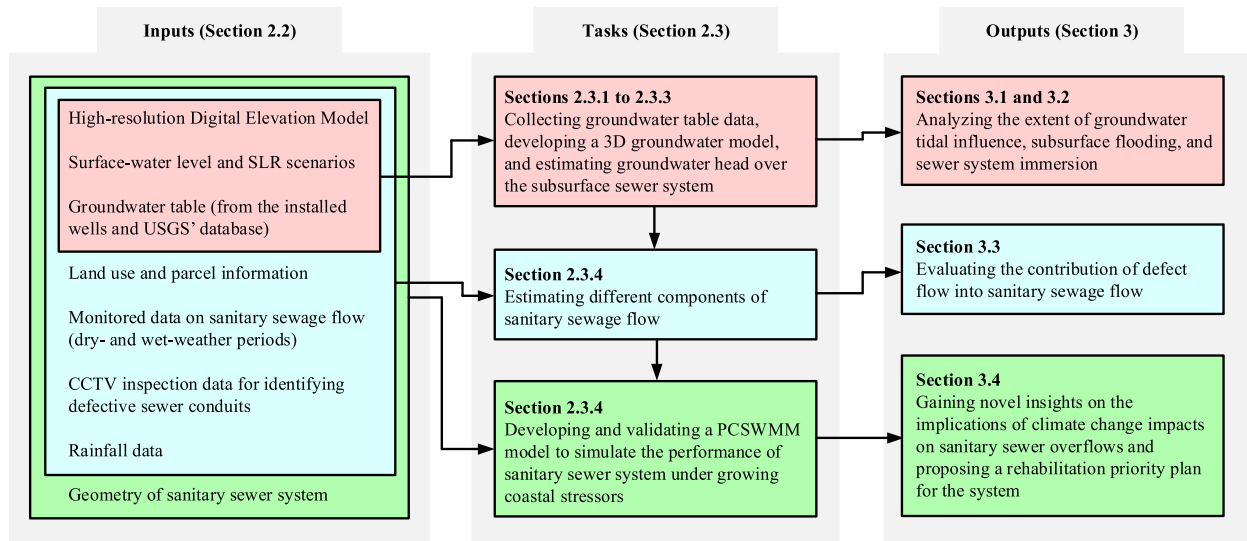 Inputs (Section 2.2)
High-resolution Digital Elevation Model
Surface-water level and SLR scenarios
Groundwater table (from the installed
wells and USGS’ database)
Land use and parcel information
Monitored data on sanitary sewage flow
(dry- and wet-weather periods)
CCTV inspection data for identifying
defective sewer conduits
Rainfall data
Geometry of sanitary sewer system
Tasks (Section 2.3)
Sections 2.3.1 to 2.3.3
Collecting groundwater table data,
developing a 3D groundwater model,
and estimating groundwater head over
the subsurface sewer system
Section 2.3.4
Estimating different components of
sanitary sewage flow
Section 2.3.4
Developing and validating a PCSWMM
model to simulate the performance of
sanitary sewer system under growing
coastal stressors
Outputs (Section 3)
Sections 3.1 and 3.2
Analyzing the extent of groundwater
tidal influence, subsurface flooding, and
sewer system immersion
Section 3.3
Evaluating the contribution of defect
flow into sanitary sewage flow
Section 3.4
Gaining novel insights on the
implications of climate change impacts
on sanitary sewer overflows and
proposing a rehabilitation priority plan
for the system